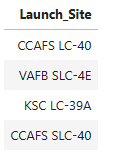 Launch_Site
CCAFS LC-40
VAFB SLC-4E
KSC LC-39A
CCAFS SLC-40